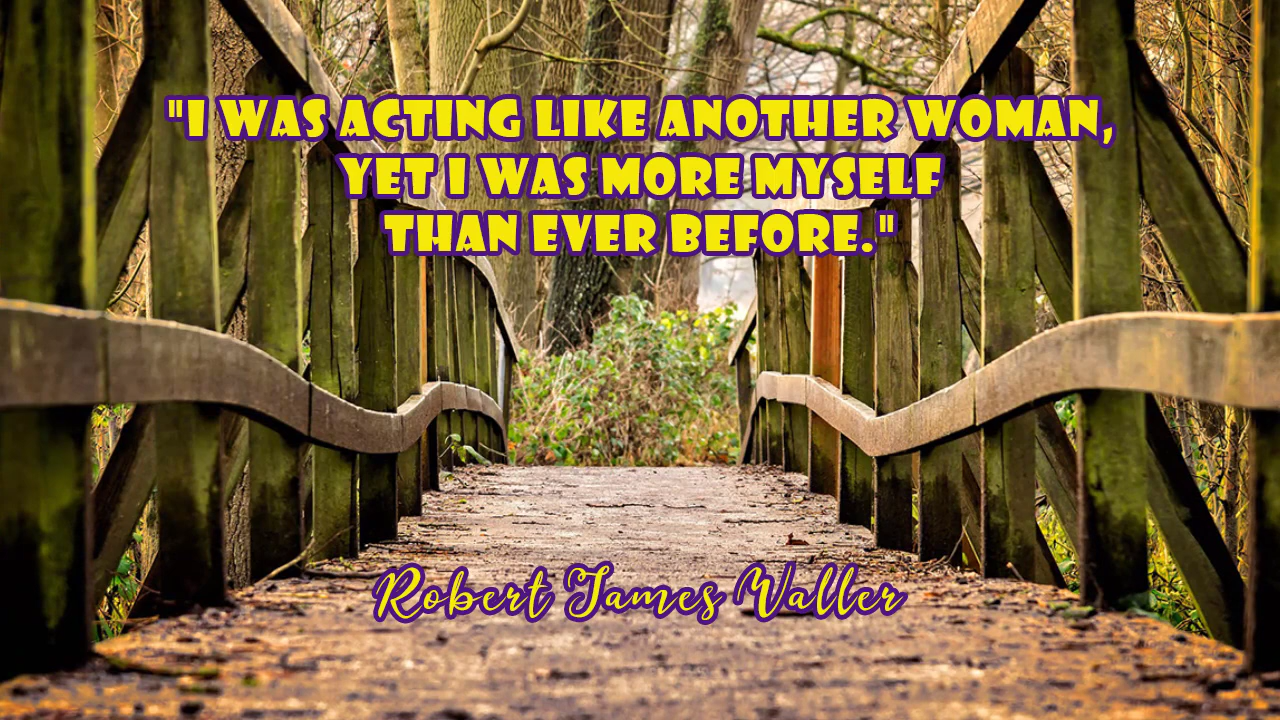 "I WAS ACTING LIKE ANOTHER WOMAN,
YET I WAS MORE MYSELF
THAN EVER BEFORE."
Robert James Waller